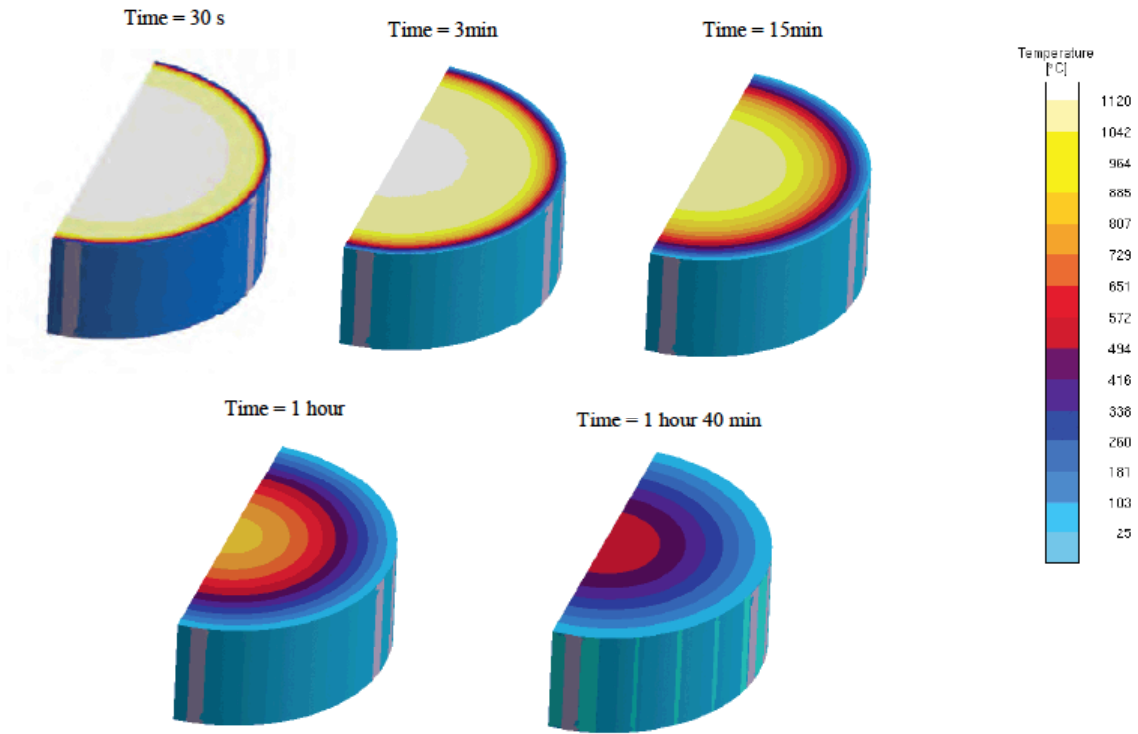 Time = 30 s
Time = 3min
Time = 15min
Temperature
[°C]
1120
1042
964
885
807
729
651
572
494
416
338
260
181
103
25
Time = 1 hour
Time = 1 hour 40 min